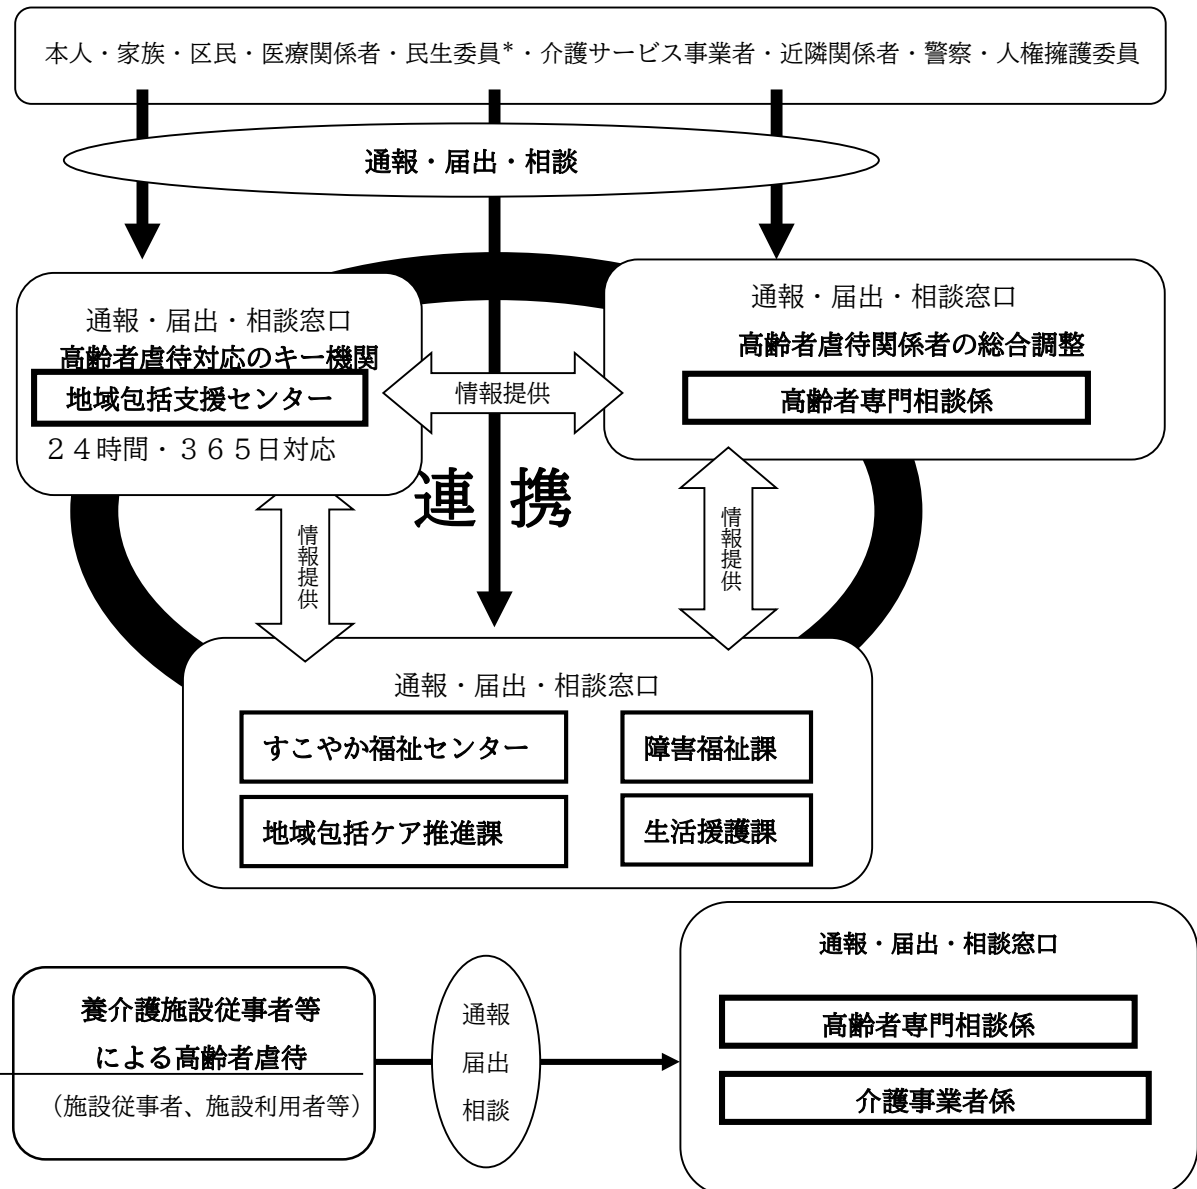 本人・家族・区民・医療関係者・民生委員*・介護サービス事業者・近隣関係者・警察・人権擁護委員
通報・届出・相談
通報・届出・相談窓口
高齢者虐待対応のキー機関
地域包括支援センター
２４時間・３６５日対応
情報提供
通報・届出・相談窓口
高齢者虐待関係者の総合調整
高齢者専門相談係
連携
情報提供
情報提供
通報・届出・相談窓口
すこやか福祉センター
障害福祉課
地域包括ケア推進課
生活援護課
養介護施設従事者等
による高齢者虐待
（施設従事者、施設利用者等）
通報
届出
相談
通報・届出・相談窓口
高齢者専門相談係
介護事業者係